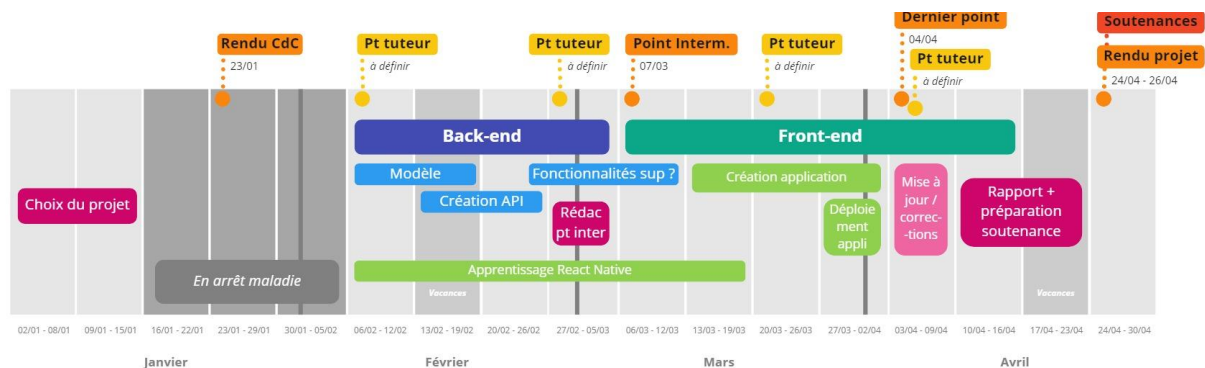 Dernier point
Soutenances
Rendu CdC
Pt tuteur
Pt tuteur
Point Interm.
Pt tuteur
04/04
Rendu projet
23/01
à définir
à définir
07/03
à définir
Pt tuteur
à définir
24/04 - 26/04
Back-end
Front-end
Modèle
Fonctionnalités sup ?
Création application
Choix du projet
Création API
Rédac
pt inter
Déploie
ment
appli
Mise à
jour /
correc-
-tions
Rapport +
préparation
soutenance
En arrêt maladie
Apprentissage React Native
Vacances
Vacances
02/01 - 08/01
09/01 - 15/01
16/01 - 22/01
23/01 - 29/01
30/01 - 05/02
06/02 - 12/02
13/02 - 19/02
20/02 - 26/02
27/02 - 05/03
06/03 - 12/03
13/03 - 19/03
20/03 - 26/03
27/03 - 02/04
03/04 - 09/04
10/04 - 16/04
17/04 - 23/04
24/04 - 30/04
Janvier
Février
Mars
Avril